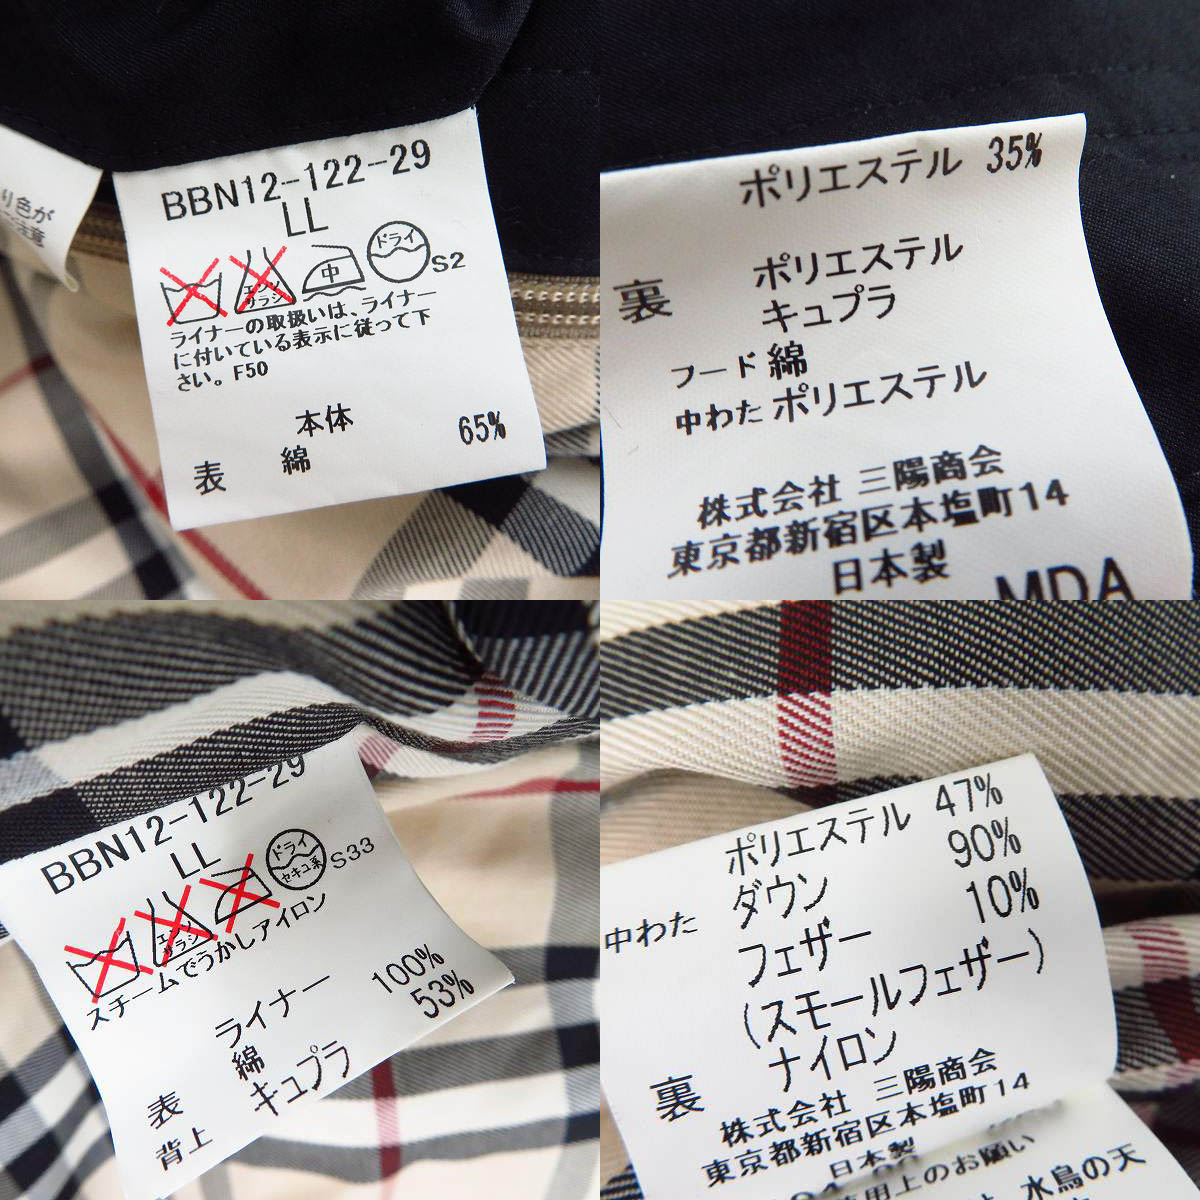 り色が
注意
BBN12-122-29
LL
エンソ
サラシ
中
ドライ
S2
ライナーの取扱いは、ライナー
に付いている表示に従って下
さい。F50
本体
表 綿 65%
ポリエステル 35%
裏 ポリエステル
キュプラ
フード 綿
中わた ポリエステル
株式会社 三陽商会
東京都新宿区本塩町14
日本製
MDA
BBN12-122-29
LL
エンソ
サラシ
ドライ
セキユ系
S33
スチームでうかしアイロン
ライナー
表 綿 100%
背上 キュプラ 53%
ポリエステル 47%
中わた ダウン 90%
フェザー 10%
(スモールフェザー)
裏 ナイロン
株式会社 三陽商会
東京都新宿区本塩町14
日本製
用上のお願い
水鳥の天